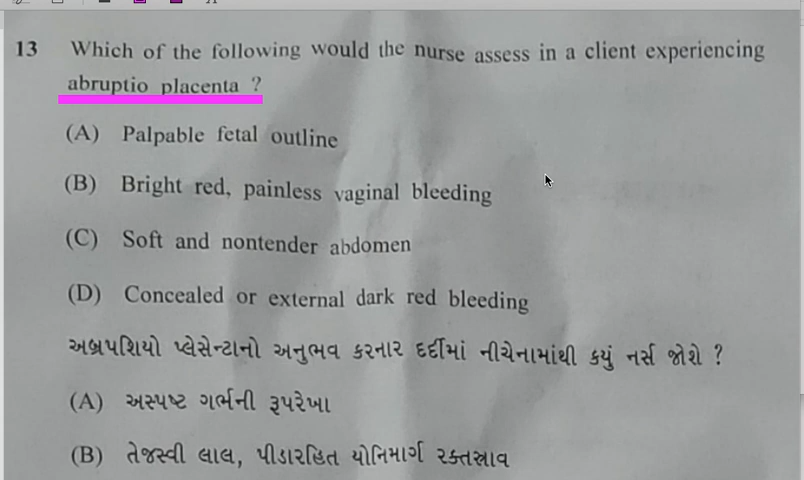 13 Which of the following would the nurse assess in a client experiencing
abruptio placenta ?
(A) Palpable fetal outline
(B) Bright red, painless vaginal bleeding
(C) Soft and nontender abdomen
(D) Concealed or external dark red bleeding
અબ્રપશિયો પ્લેસેન્ટાનો અનુભવ કરનાર દર્દીમાં નીચેનામાંથી કયું નર્સ જોશે ?
(A) અસ્પષ્ટ ગર્ભની રૂપરેખા
(B) તેજસ્વી લાલ, પીડારહિત યોનિમાર્ગ રક્તસ્રાવ